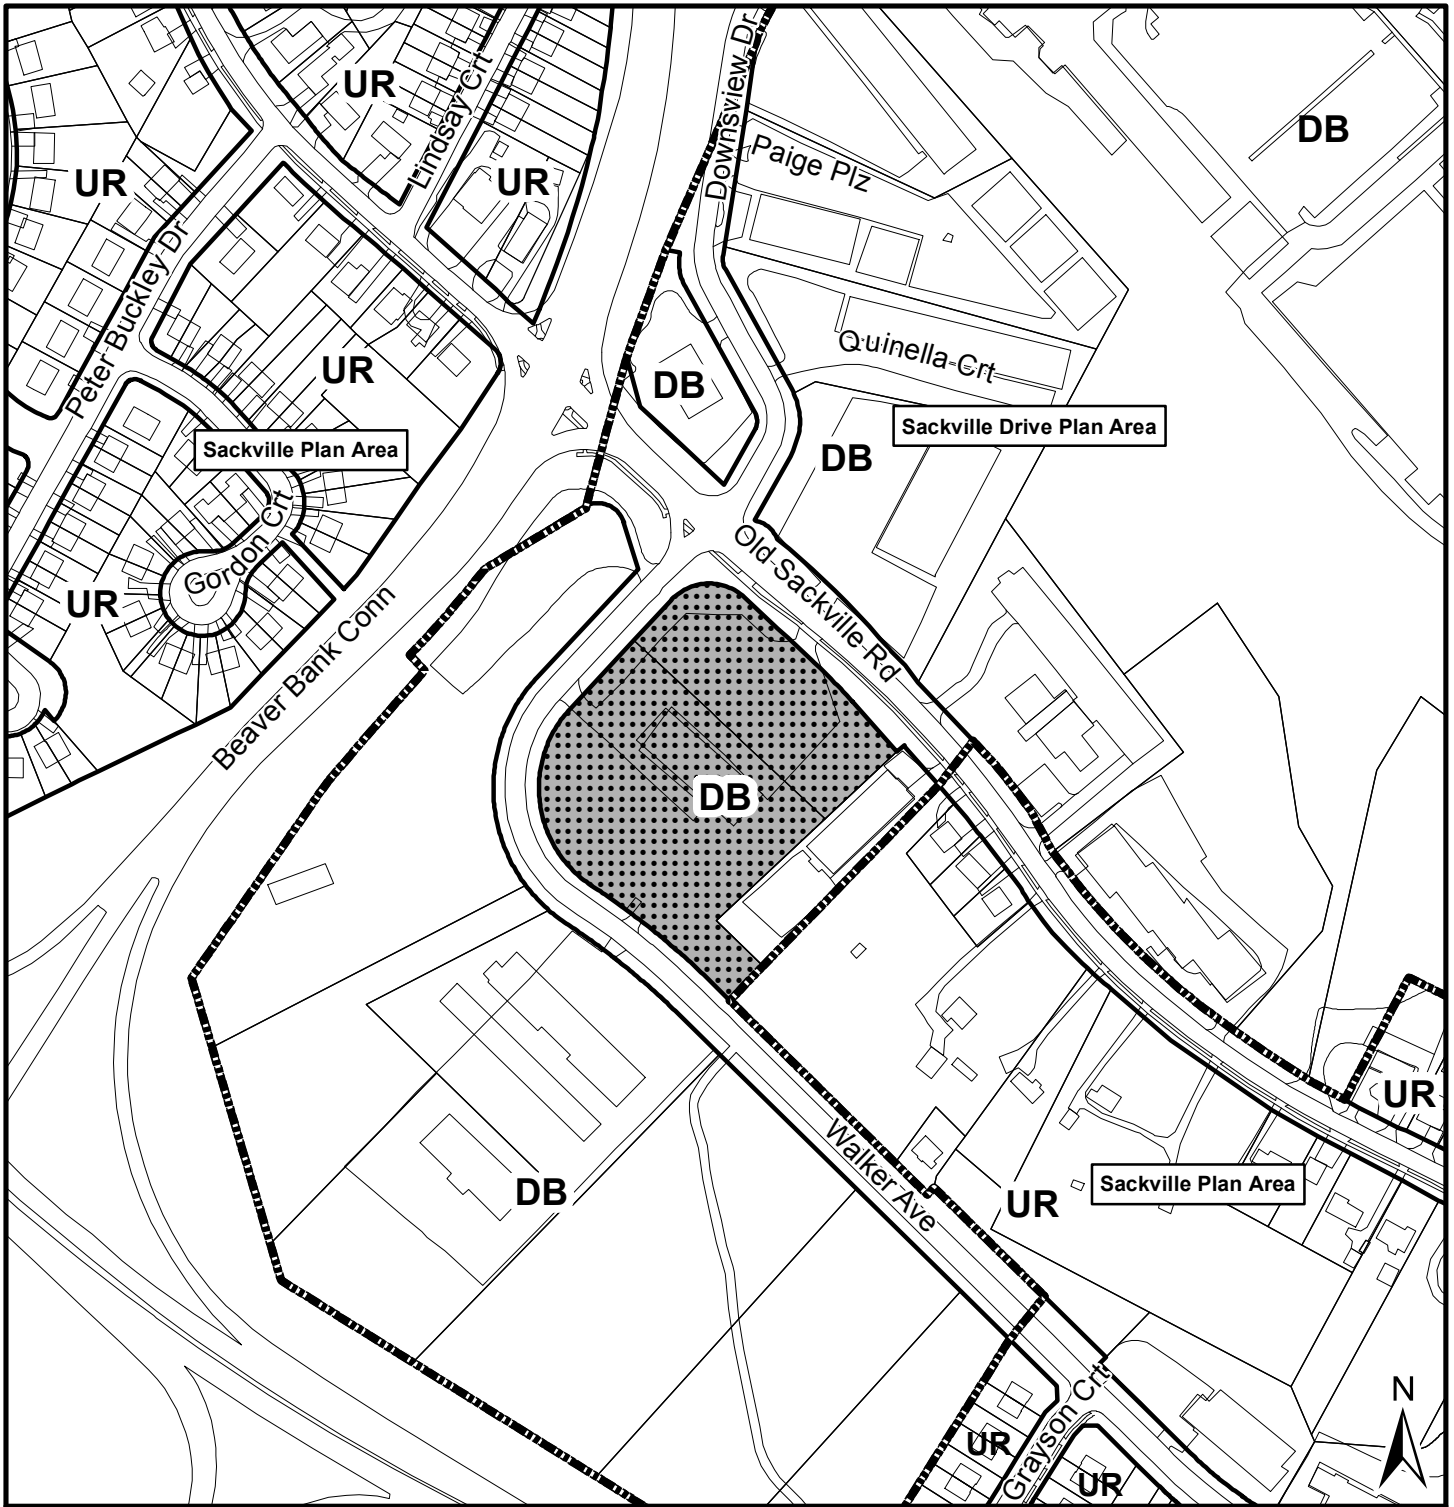 Downsview Dr
UR
Lindsay Crt
DB
Paige Plz
UR
UR
Peter Buckley Dr
Quinella Crt
UR
DB
Sackville Drive Plan Area
Sackville Plan Area
DB
Gordon Crt
Old Sackville Rd
UR
Beaver Bank Conn
DB
UR
Walker Ave
Sackville Plan Area
DB
UR
N
Grayson Crt
UR
UR